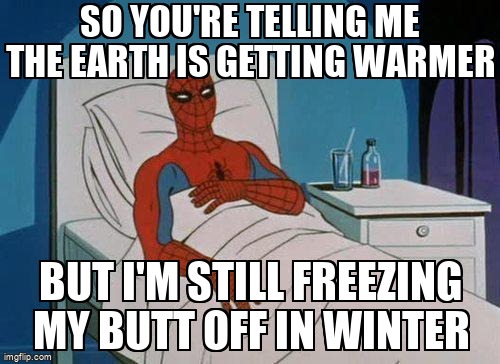 SO YOU'RE TELLING ME
THE EARTH IS GETTING WARMER
BUT I'M STILL FREEZING
MY BUTT OFF IN WINTER
imgflip.com